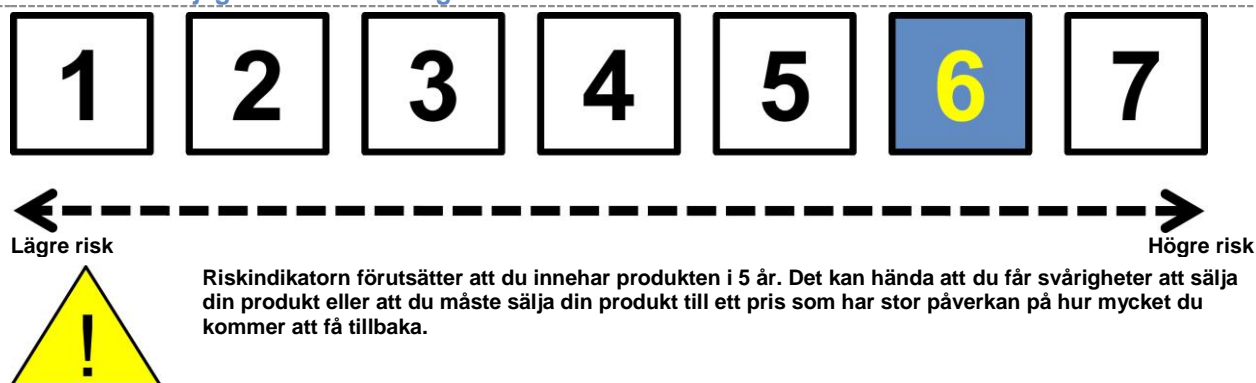 1 2 3 4 5 6 7
Lägre risk Högre risk
!
Riskindikatorn förutsätter att du innehar produkten i 5 år. Det kan hända att du får svårigheter att sälja
din produkt eller att du måste sälja din produkt till ett pris som har stor påverkan på hur mycket du
kommer att få tillbaka.